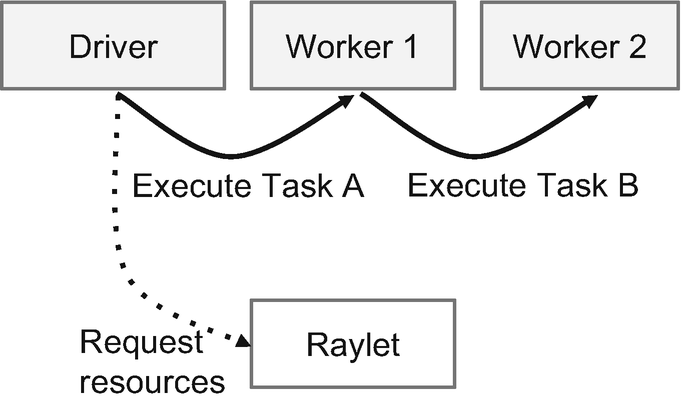 Driver
Worker 1
Worker 2
Execute Task A
Execute Task B
Request
resources
Raylet